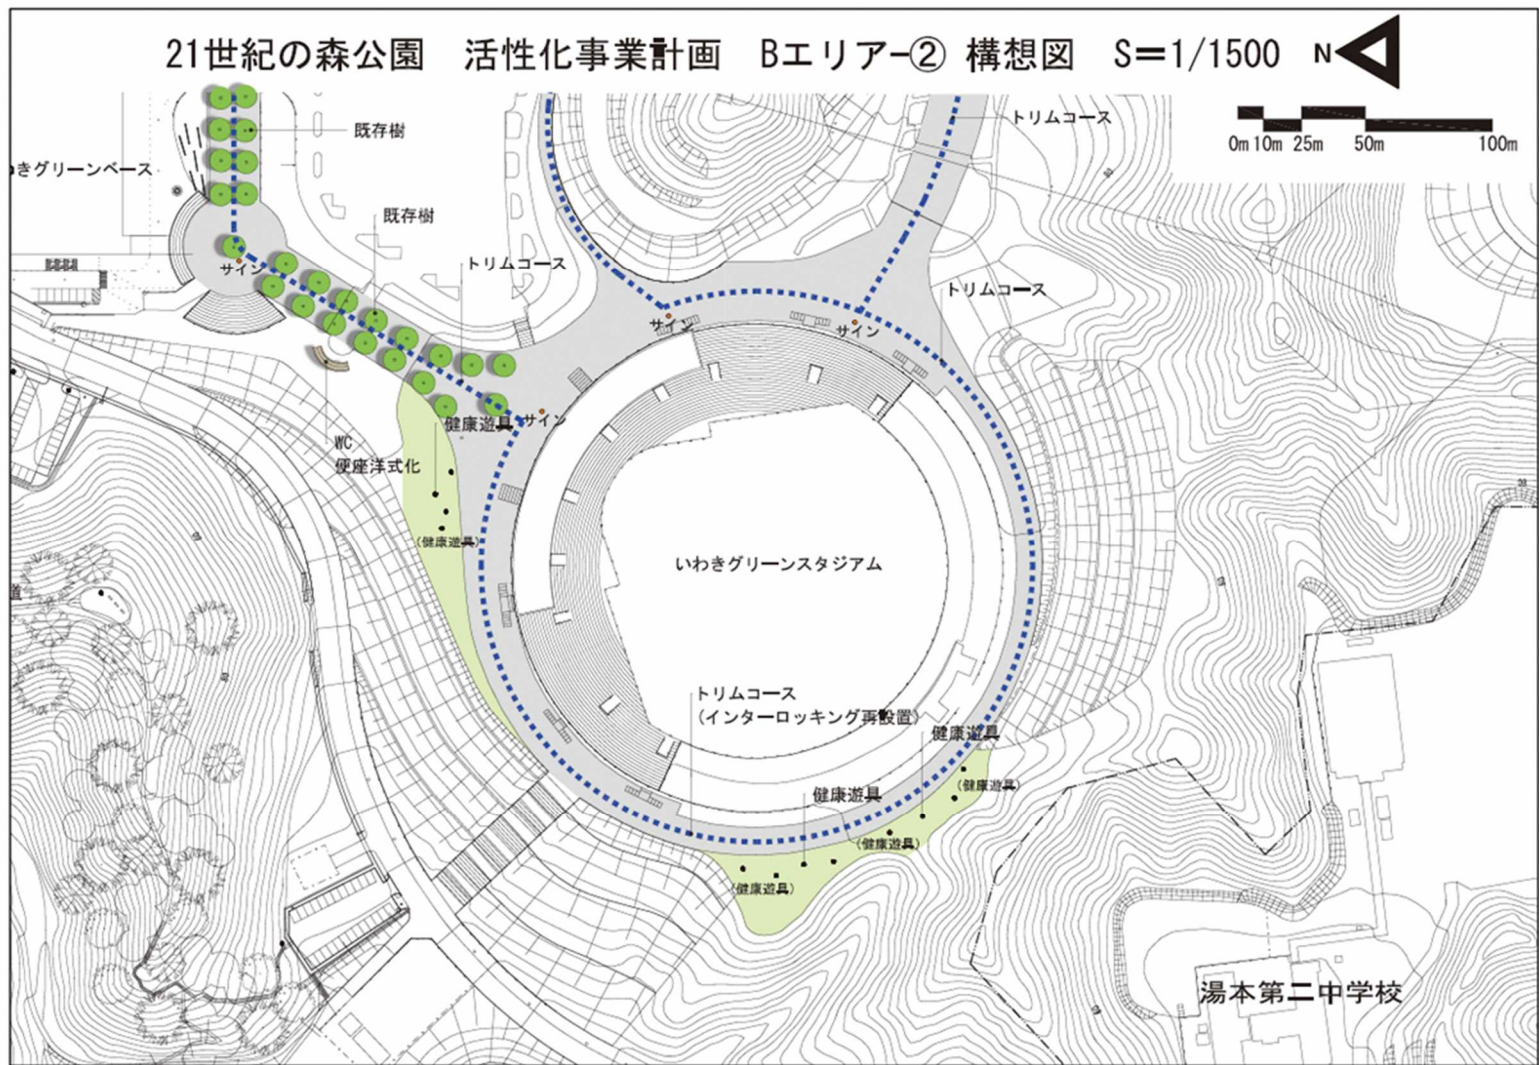 21世紀の森公園　活性化事業計画　Bエリア-② 構想図　S=1/1500
N
0m 10m 25m 50m 100m
トリムコース
既存樹
きグリーンベース
既存樹
サイン
トリムコース
トリムコース
サイン
サイン
サイン
健康遊具
WC
便座洋式化
(健康遊具)
いわきグリーンスタジアム
トリムコース
(インターロッキング再設置)
健康遊具
(健康遊具)
健康遊具
(健康遊具)
(健康遊具)
湯本第二中学校